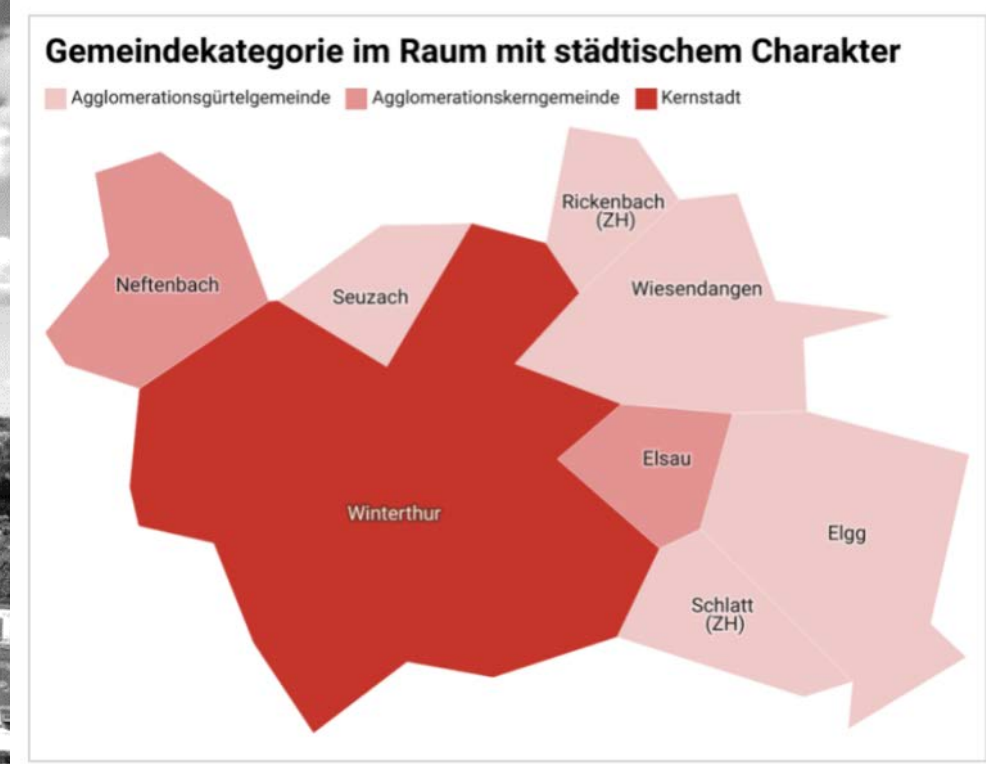 Gemeindekategorie im Raum mit städtischem Charakter
Agglomerationsgürtelgemeinde Agglomerationskerngemeinde Kernstadt
Rickenbach
(ZH)
Neftenbach
Seuzach
Wiesendangen
Elsau
Winterthur
Elgg
Schlatt
(ZH)